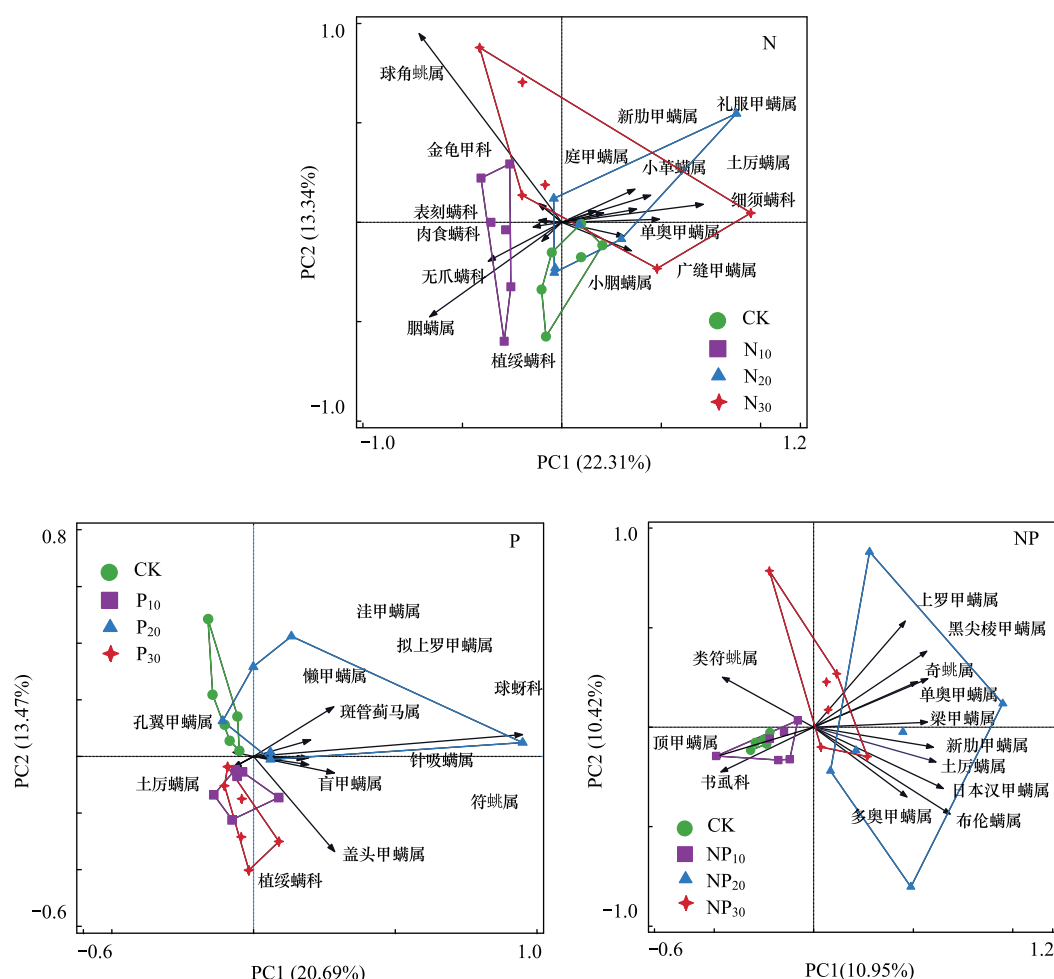 1.0
N
球角䖴属
礼服甲螨属
新肋甲螨属
金龟甲科
庭甲螨属
小革螨属
土厉螨属
细须螨科
表刻螨科
肉食螨科
单奥甲螨属
无爪螨科
小胭螨属
广缝甲螨属
胭螨属
植绥螨科
CK
N10
N20
N30
PC2 (13.34%)
−1.0
−1.0
1.2
PC1 (22.31%)
0.8
P
CK
P10
P20
P30
洼甲螨属
拟上罗甲螨属
懒甲螨属
球蚜科
孔翼甲螨属
斑管蓟马属
针吸螨属
土厉螨属
盲甲螨属
符䖴属
盖头甲螨属
植绥螨科
PC2 (13.47%)
−0.6
−0.6
1.0
PC1 (20.69%)
1.0
NP
上罗甲螨属
黑尖棱甲螨属
类符䖴属
奇䖴属
单奥甲螨属
梁甲螨属
顶甲螨属
新肋甲螨属
土厉螨属
书虱科
日本汉甲螨属
多奥甲螨属
布伦螨属
CK
NP10
NP20
NP30
PC2 (10.42%)
−1.0
−0.6
1.2
PC1(10.95%)